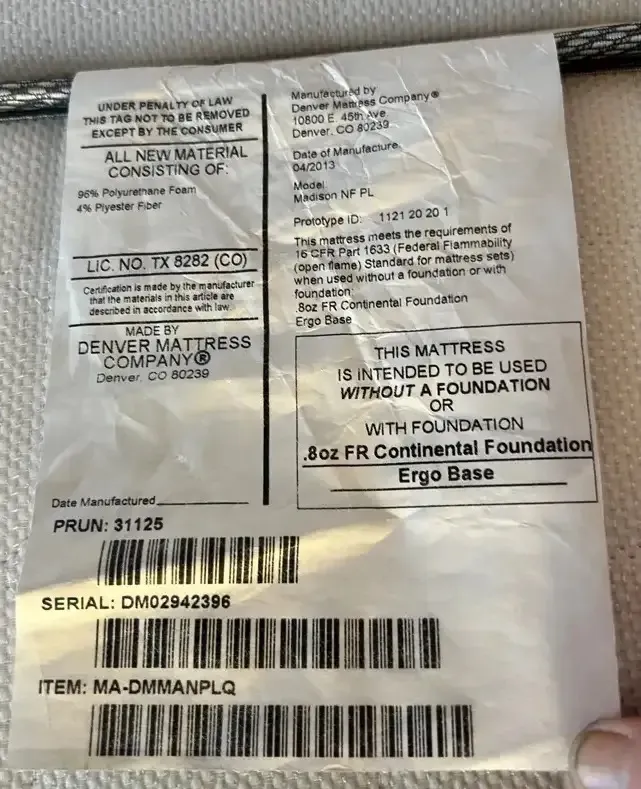 UNDER PENALTY OF LAW
THIS TAG NOT TO BE REMOVED
EXCEPT BY THE CONSUMER
ALL NEW MATERIAL
CONSISTING OF:
96% Polyurethane Foam
4% Plyester Fiber
LIC. NO. TX 8282 (CO)
Certification is made by the manufacturer
that the materials in this article are
described in accordance with law.
MADE BY
DENVER MATTRESS
COMPANY®
Denver, CO 80239
Date Manufactured
Manufactured by
Denver Mattress Company®
10800 E. 45th Ave
Denver, CO 80239
Date of Manufacture
04/2013
Model
Madison NF PL
Prototype ID: 1121 20 20 1
This mattress meets the requirements of
16 CFR Part 1633 (Federal Flammability
(open flame) Standard for mattress sets)
when used without a foundation or with
foundation:
.8oz FR Continental Foundation
Ergo Base
THIS MATTRESS
IS INTENDED TO BE USED
WITHOUT A FOUNDATION
OR
WITH FOUNDATION
.8oz FR Continental Foundation
Ergo Base
PRUN: 31125
SERIAL: DM02942396
ITEM: MA-DMMANPLQ